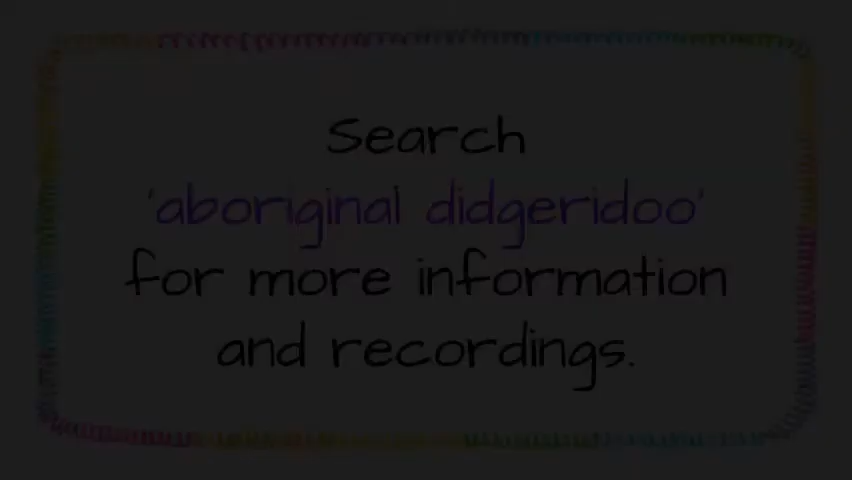 Search
'aboriginal didgeridoo'
for more information
and recordings.